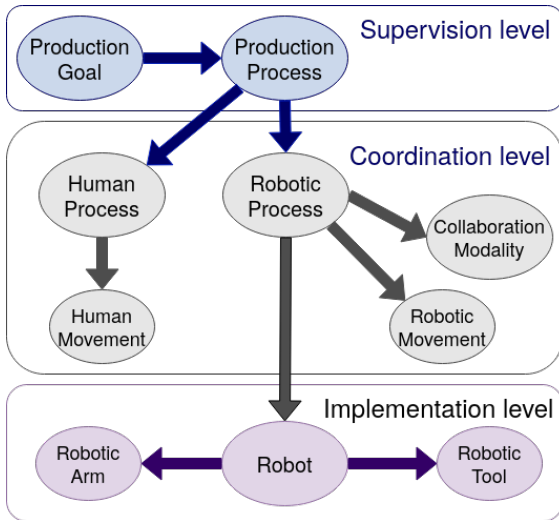 Supervision level
Production
Goal
Production
Process
Coordination level
Human
Process
Robotic
Process
Collaboration
Modality
Human
Movement
Robotic
Movement
Implementation level
Robotic
Arm
Robot
Robotic
Tool